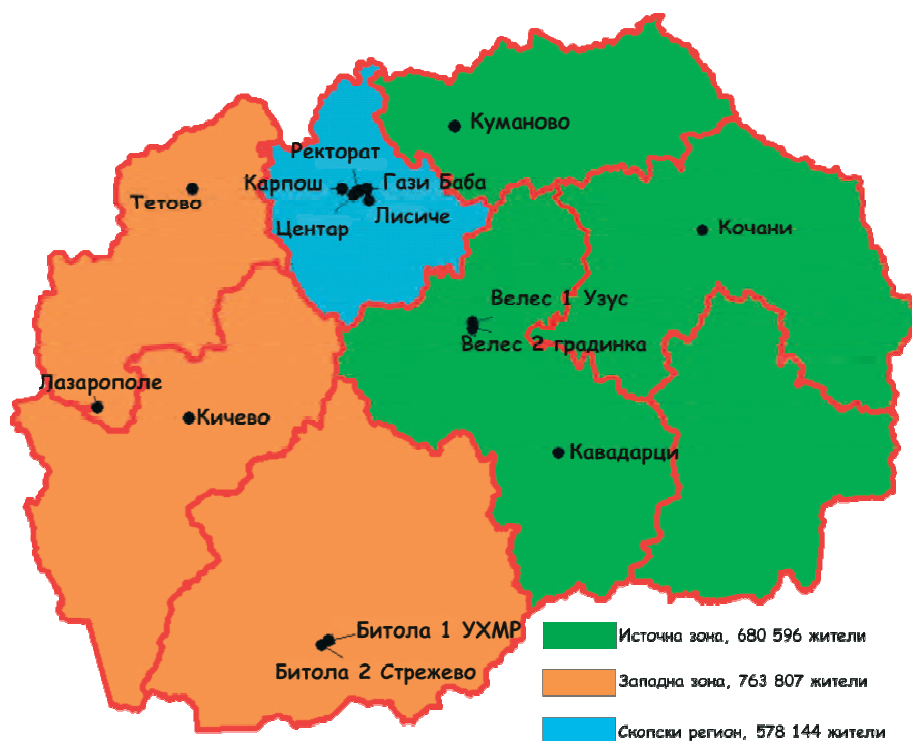 Куманово
Ректорат
Карпош
Гази Баба
Тетово
Лисиче
Центар
Кочани
Велес 1 Узус
Велес 2 градинка
Лазарополе
Кичево
Кавадарци
Битола 1 УХМР
Битола 2 Стрежево
Источна зона, 680 596 жители
Западна зона, 763 807 жители
Скопски регион, 578 144 жители